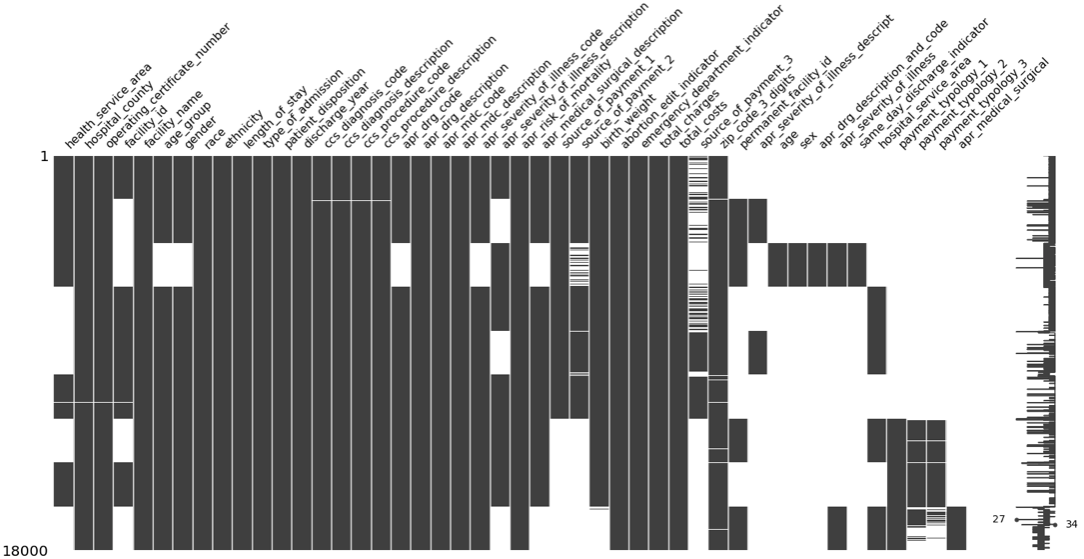 health_service_area
hospital_county
operating_certificate_number
facility_id
facility_name
age_group
gender
race
ethnicity
length_of_stay
type_of_admission
patient_disposition
discharge_year
ccs_diagnosis_code
ccs_diagnosis_description
ccs_procedure_code
ccs_procedure_description
apr_drg_code
apr_drg_description
apr_mdc_code
apr_mdc_description
apr_severity_of_illness_code
apr_severity_of_illness_description
apr_risk_of_mortality
apr_medical_surgical_description
source_of_payment_1
source_of_payment_2
birth_weight
abortion_edit_indicator
emergency_department_indicator
total_charges
total_costs
source_of_payment_3
zip_code_3_digits
permanent_facility_id
apr_severity_of_illness_descript
age
sex
apr_drg_description_and_code
apr_severity_of_illness
same_day_discharge_indicator
hospital_service_area
payment_typology_1
payment_typology_2
payment_typology_3
apr_medical_surgical
1
27
34
18000